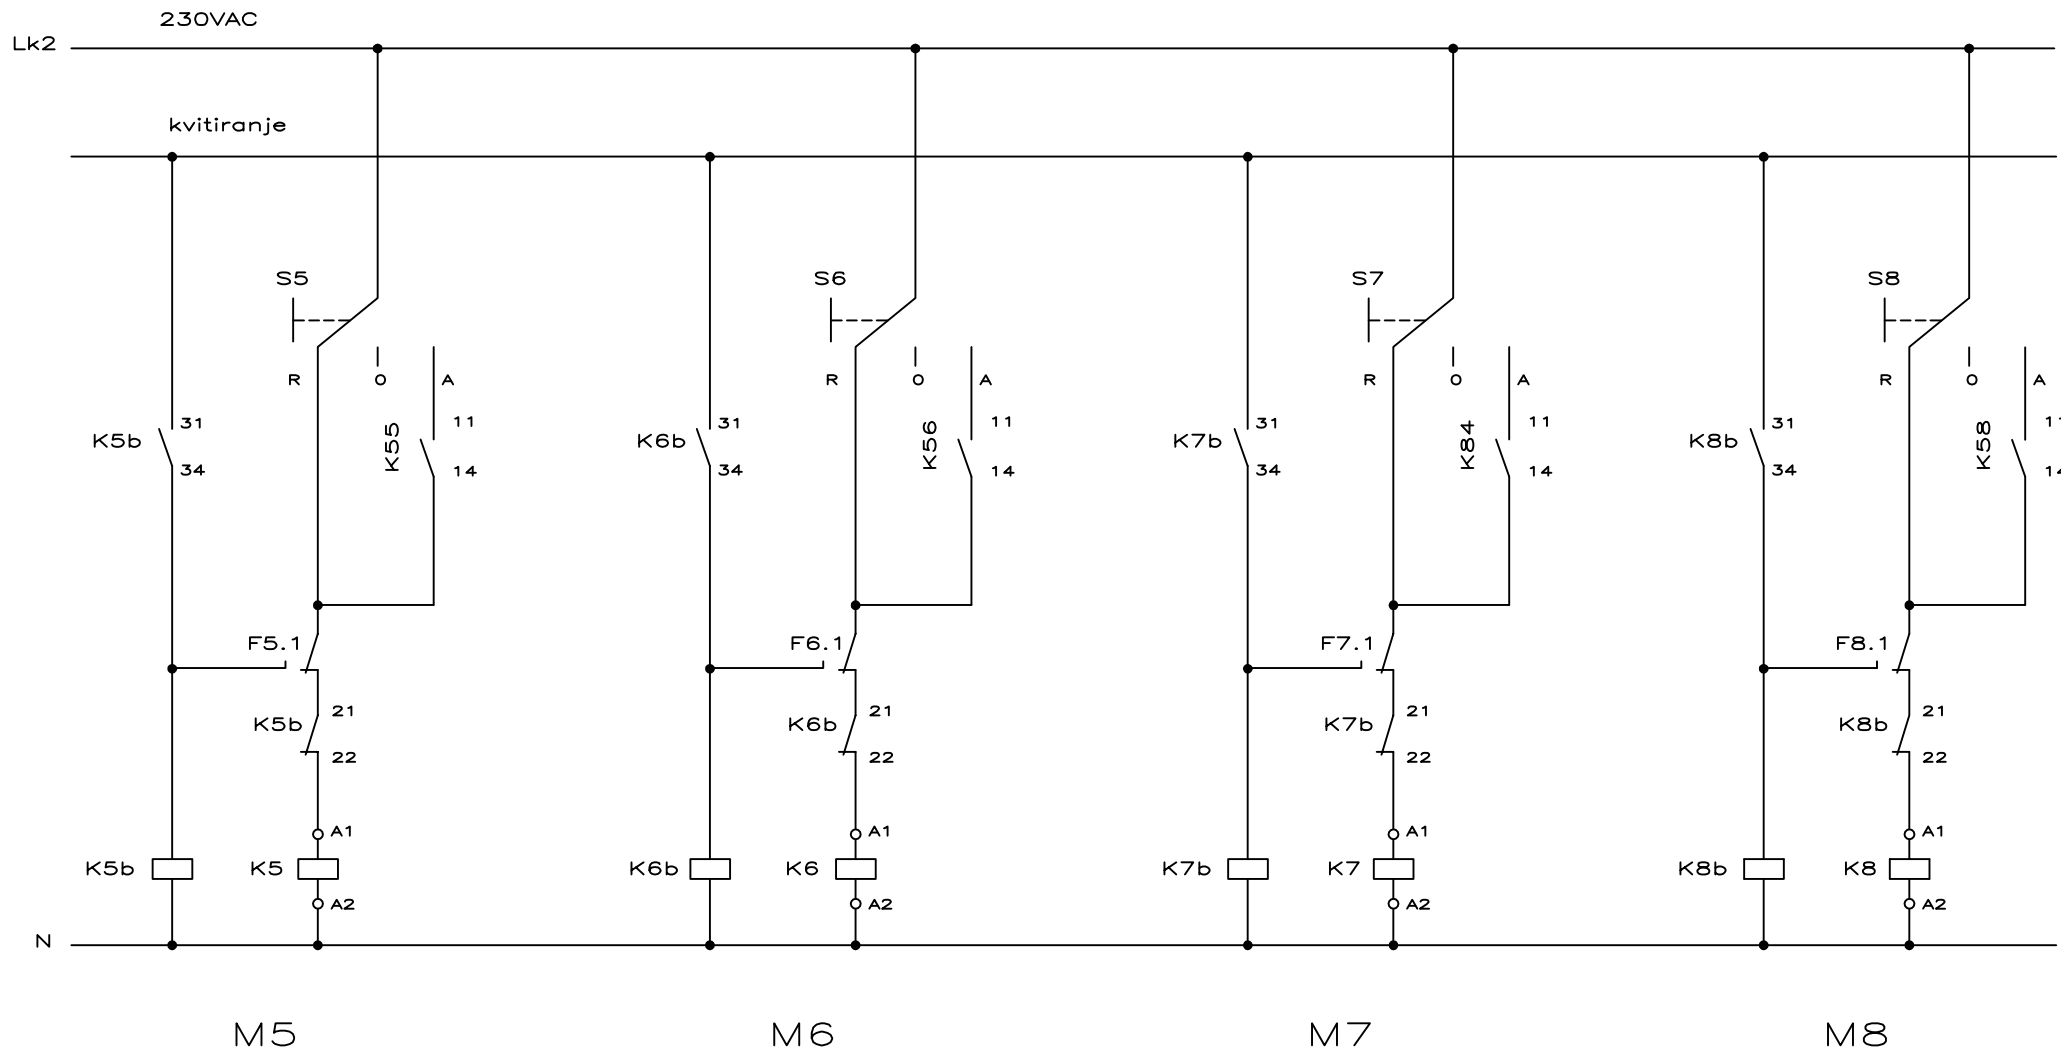 230VAC
Lk2
kvitiranje
S5 S6 S7 S8
R O A R O A R O A R O A
31 11 31 11 31 11 31 11
K5b K55 K6b K56 K7b K84 K8b K58
34 14 34 14 34 14 34 14
F5.1 F6.1 F7.1 F8.1
21 21 21 21
K5b K6b K7b K8b
22 22 22 22
A1 A1 A1 A1
K5b K5 K6b K6 K7b K7 K8b K8
A2 A2 A2 A2
N
M5 M6 M7 M8